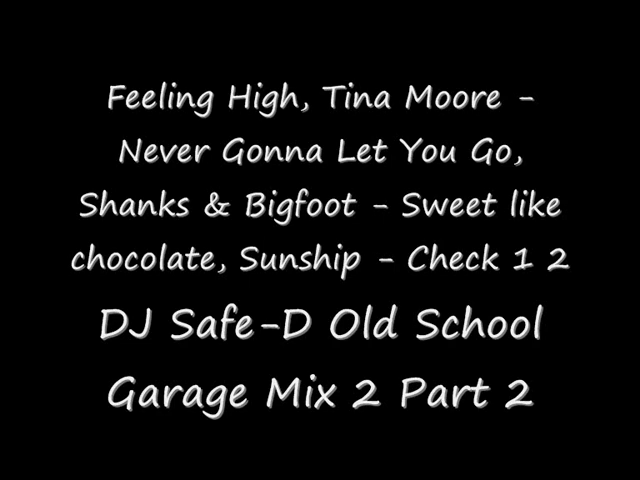 Feeling High, Tina Moore -
Never Gonna Let You Go,
Shanks & Bigfoot - Sweet like
chocolate, Sunship - Check 1 2
DJ Safe-D Old School
Garage Mix 2 Part 2